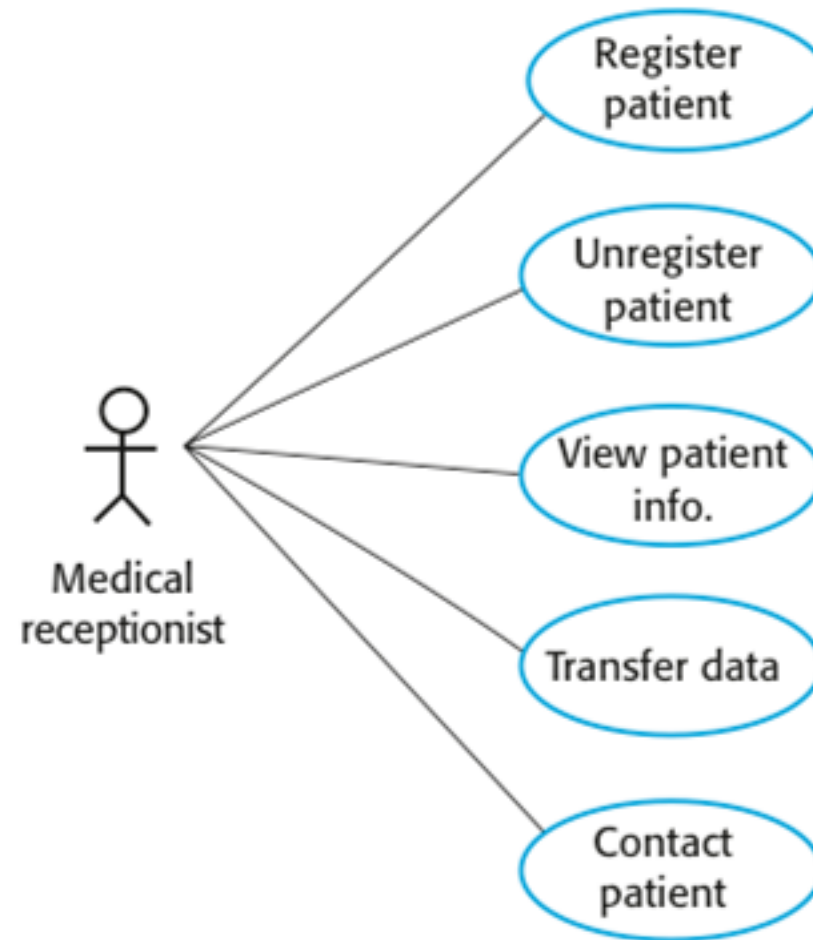 Register
patient
Unregister
patient
View patient
info.
Medical
receptionist
Transfer data
Contact
patient